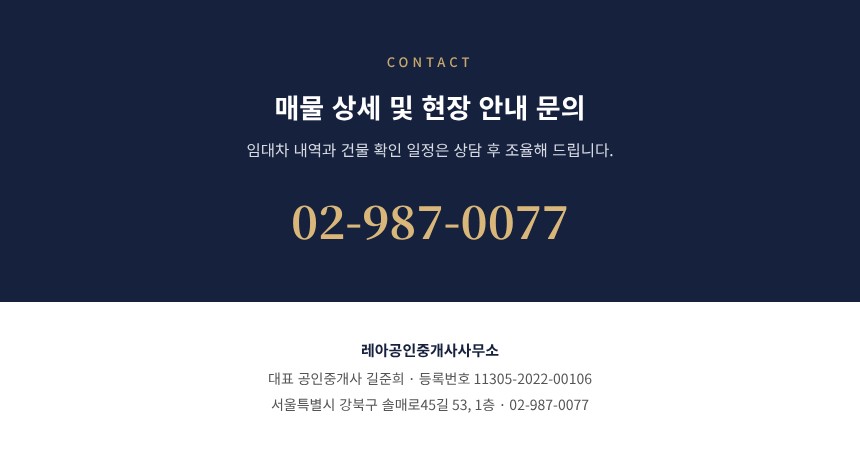 CONTACT
매물 상세 및 현장 안내 문의
임대차 내역과 건물 확인 일정은 상담 후 조율해 드립니다.
02-987-0077
레아공인중개사사무소
대표 공인중개사 길준희 · 등록번호 11305-2022-00106
서울특별시 강북구 솔매로45길 53, 1층 · 02-987-0077